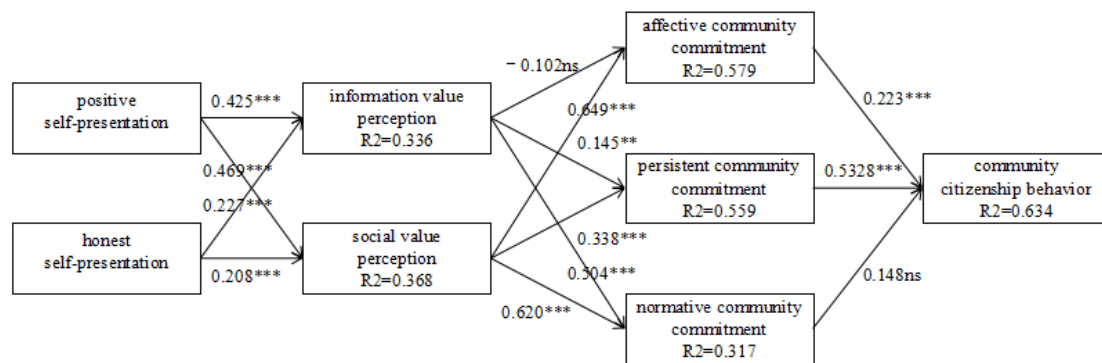 affective community
commitment
R2=0.579
− 0.102ns
positive
self-presentation
0.425***
information value
perception
R2=0.336
0.649***
0.223***
0.145**
0.469***
0.227***
persistent community
commitment
R2=0.559
0.5328***
community
citizenship behavior
R2=0.634
honest
self-presentation
0.208***
social value
perception
R2=0.368
0.338***
0.504***
0.620***
0.148ns
normative community
commitment
R2=0.317